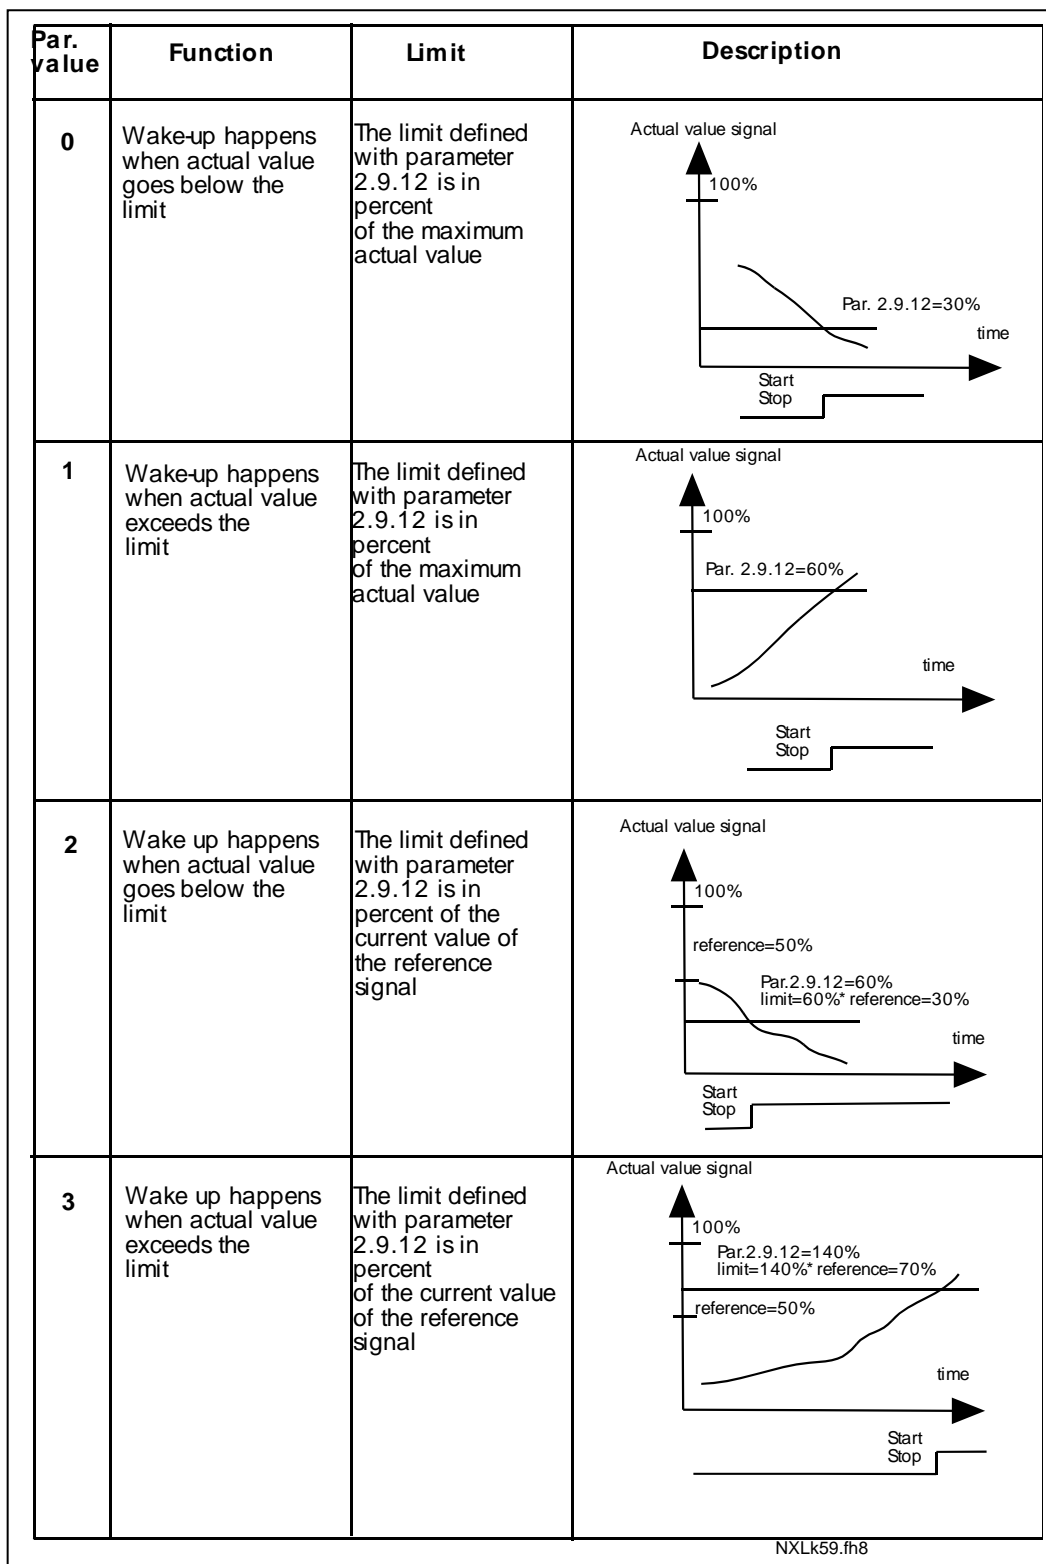 Par.
value
Function
Limit
Description
0
Wake-up happens
when actual value
goes below the
limit
The limit defined
with parameter
2.9.12 is in
percent
of the maximum
actual value
Actual value signal
100%
Par. 2.9.12=30%
time
Start
Stop
1
Wake-up happens
when actual value
exceeds the
limit
The limit defined
with parameter
2.9.12 is in
percent
of the maximum
actual value
Actual value signal
100%
Par. 2.9.12=60%
time
Start
Stop
2
Wake up happens
when actual value
goes below the
limit
The limit defined
with parameter
2.9.12 is in
percent of the
current value of
the reference
signal
Actual value signal
100%
reference=50%
Par.2.9.12=60%
limit=60%* reference=30%
time
Start
Stop
3
Wake up happens
when actual value
exceeds the
limit
The limit defined
with parameter
2.9.12 is in
percent
of the current value
of the reference
signal
Actual value signal
100%
Par.2.9.12=140%
limit=140%* reference=70%
reference=50%
time
Start
Stop
NXLk59.fh8